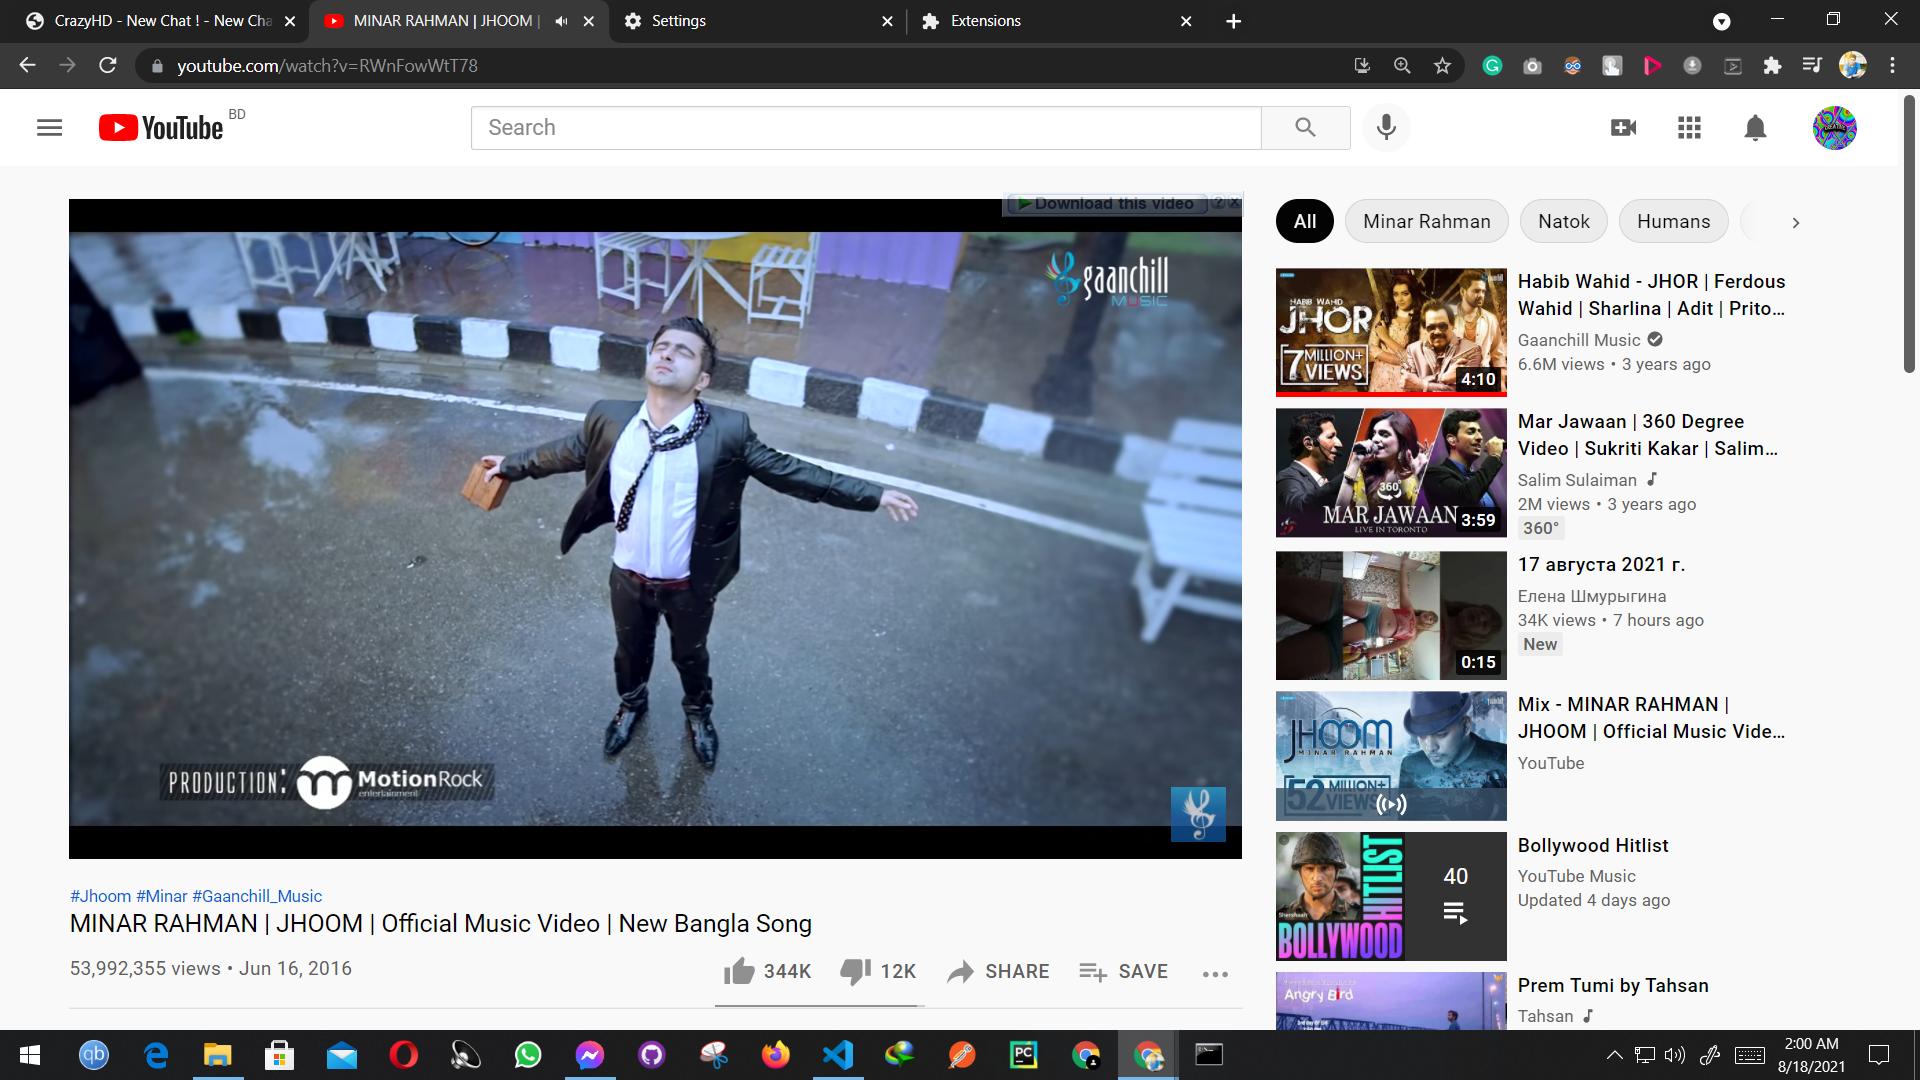 CrazyHD - New Chat ! - New Cha
MINAR RAHMAN | JHOOM |
Settings
Extensions
youtube.com/watch?v=RWnFowWtT78
YouTube BD
Search
Download this video ? x
gaanchill
MUSIC
PRODUCTION: MotionRock
entertainment
#Jhoom #Minar #Gaanchill_Music
MINAR RAHMAN | JHOOM | Official Music Video | New Bangla Song
53,992,355 views • Jun 16, 2016
344K 12K SHARE SAVE
All Minar Rahman Natok Humans
HABIB WAHID
JHOR
7 MILLION+
VIEWS
4:10
Habib Wahid - JHOR | Ferdous
Wahid | Sharlina | Adit | Prito...
Gaanchill Music
6.6M views • 3 years ago
360°
MAR JAWAAN
LIVE IN TORONTO
3:59
Mar Jawaan | 360 Degree
Video | Sukriti Kakar | Salim...
Salim Sulaiman
2M views • 3 years ago
360°
0:15
17 августа 2021 г.
Елена Шмурыгина
34K views • 7 hours ago
New
JHOOM
MINAR RAHMAN
52 MILLION+
VIEWS
Mix - MINAR RAHMAN |
JHOOM | Official Music Vide...
YouTube
Shershaah
BOLLYWOOD
HITLIST
40
Bollywood Hitlist
YouTube Music
Updated 4 days ago
Angry Bird
Prem Tumi by Tahsan
Tahsan
qb
PC
2:00 AM
8/18/2021